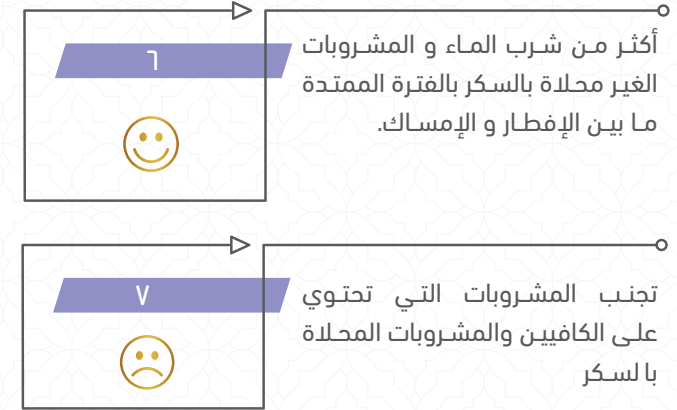 أكثر من شرب الماء و المشروبات
الغير محلاة بالسكر بالفترة الممتدة
ما بين الإفطار و الإمساك.
٦
تجنب المشروبات التي تحتوي
على الكافيين والمشروبات المحلاة
با لسكر
٧